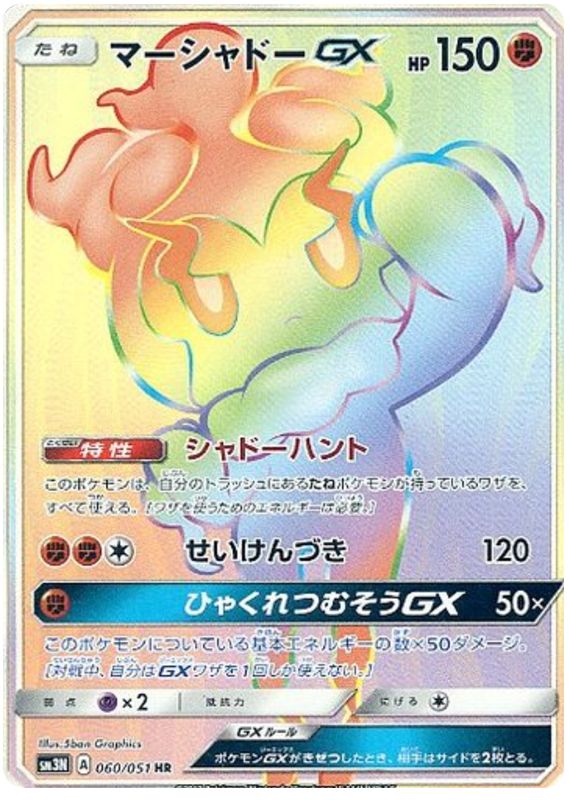 たね マーシャドーGX HP 150
とくせい
特性 シャドーハント
このポケモンは、自分のトラッシュにあるたねポケモンが持っているワザを、
すべて使える。[ワザを使うためのエネルギーは必要。]
せいけんづき 120
ひゃくれつむそうGX 50×
このポケモンについている基本エネルギーの数×50ダメージ。
[対戦中、自分はGXワザを1回しか使えない。]
弱点 ×2 抵抗力 にげる
GXルール
ポケモンGXがきぜつしたとき、相手はサイドを2枚とる。
Illus. 5ban Graphics
SM3N A 060/051 HR